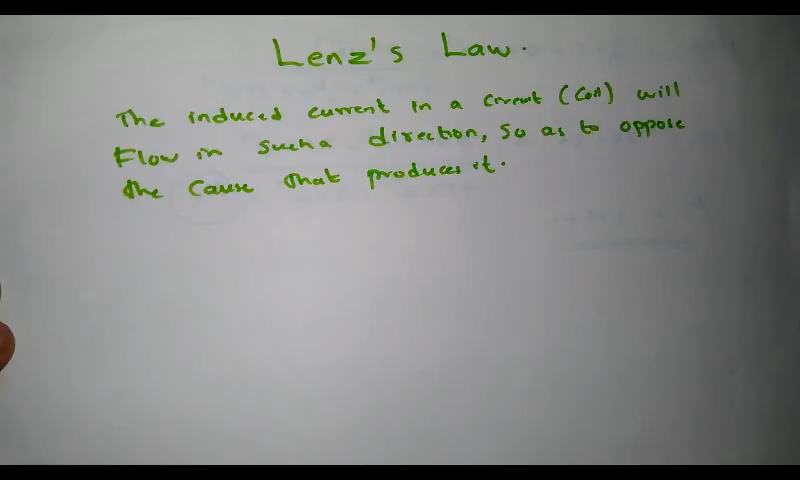 Lenz's Law.
The induced current in a circuit (Coil) will
Flow in such a direction, so as to oppose
the cause that produces it.